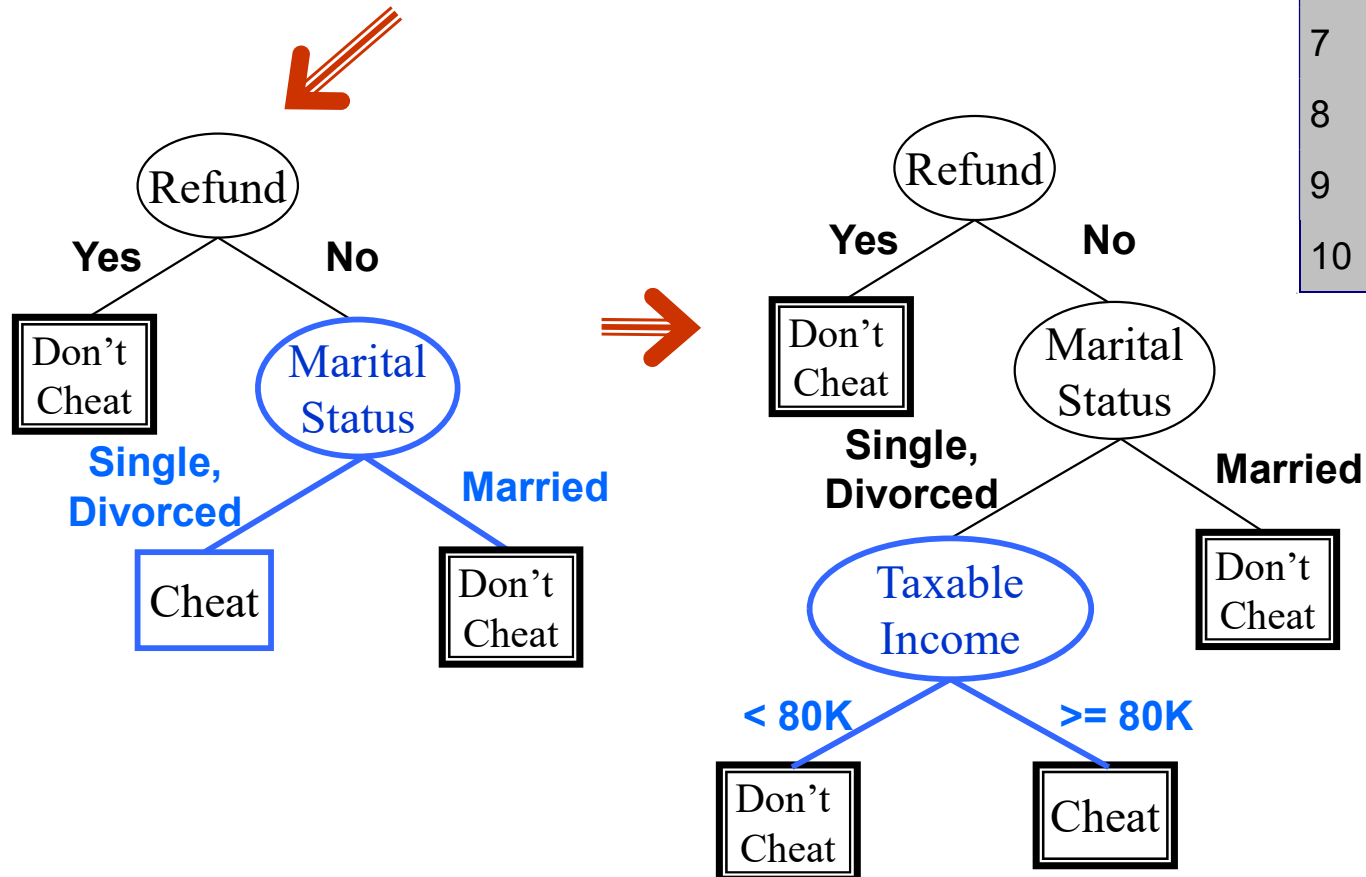 Refund
Yes
No
Don't
Cheat
Marital
Status
Single,
Divorced
Married
Cheat
Don't
Cheat
Refund
Yes
No
Don't
Cheat
Marital
Status
Single,
Divorced
Married
Taxable
Income
Don't
Cheat
< 80K
>= 80K
Don't
Cheat
Cheat
7
8
9
10